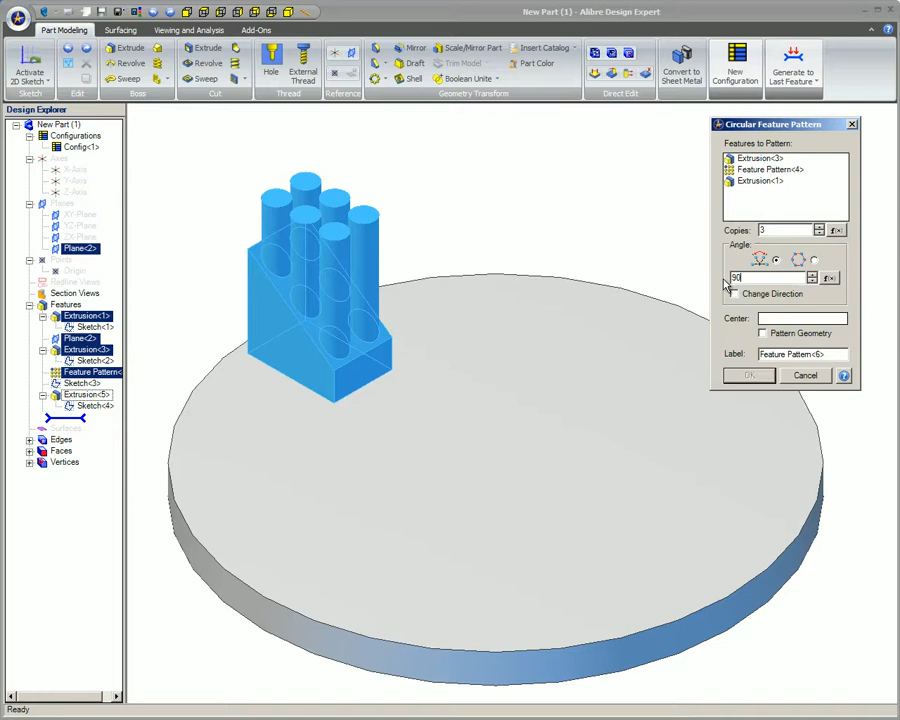 New Part (1) - Alibre Design Expert
Part Modeling
Surfacing
Viewing and Analysis
Add-Ons
Activate
2D Sketch
Sketch
Edit
Extrude
Revolve
Sweep
Boss
Extrude
Revolve
Sweep
Cut
Hole
External
Thread
Thread
Reference
Mirror
Draft
Shell
Scale/Mirror Part
Trim Model
Boolean Unite
Insert Catalog
Part Color
Geometry Transform
Direct Edit
Convert to
Sheet Metal
New
Configuration
Generate to
Last Feature
Design Explorer
New Part (1)
Configurations
Config<1>
Axes
X-Axis
Y-Axis
Z-Axis
Planes
XY-Plane
YZ-Plane
ZX-Plane
Plane<2>
Points
Origin
Redline Views
Section Views
Features
Extrusion<1>
Sketch<1>
Plane<2>
Extrusion<3>
Sketch<2>
Feature Pattern<
Sketch<3>
Extrusion<5>
Sketch<4>
Surfaces
Edges
Faces
Vertices
Circular Feature Pattern
Features to Pattern:
Extrusion<3>
Feature Pattern<4>
Extrusion<1>
Copies: 3 f(x)
Angle:
90 f(x)
Change Direction
Center:
Pattern Geometry
Label: Feature Pattern<6>
OK
Cancel
Ready